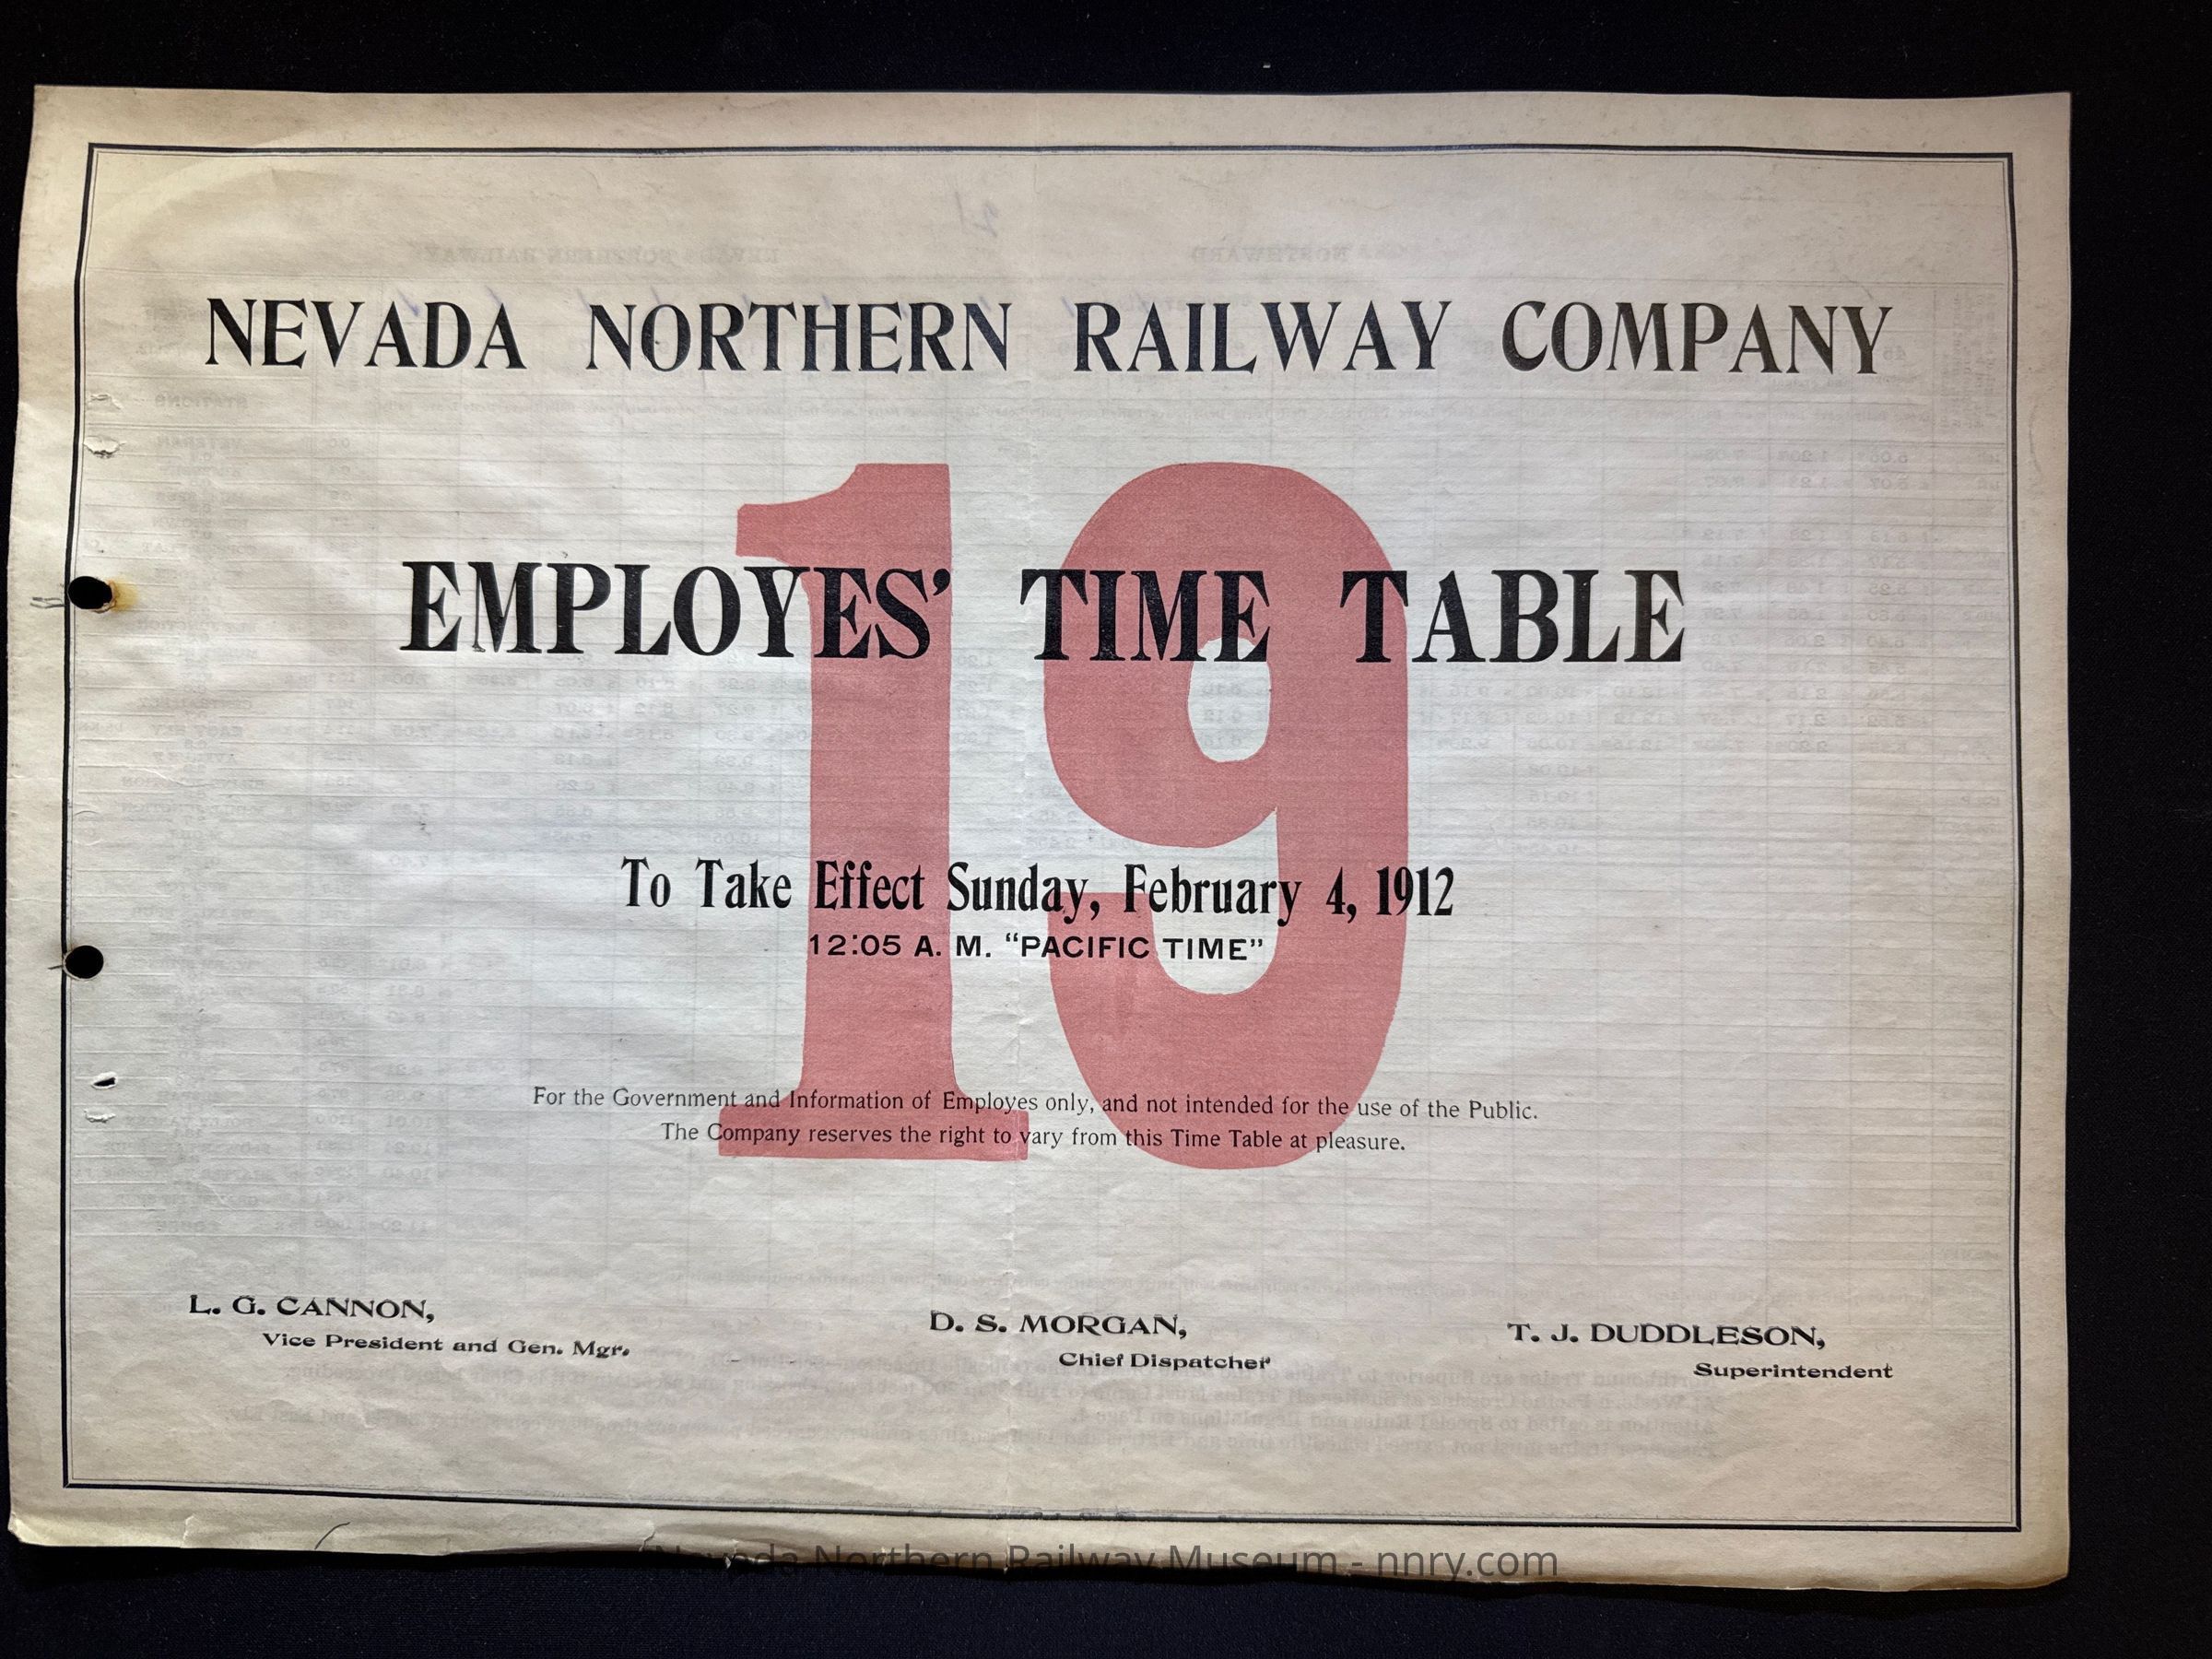 NEVADA NORTHERN RAILWAY COMPANY
19
EMPLOYES' TIME TABLE
To Take Effect Sunday, February 4, 1912
12:05 A. M. "PACIFIC TIME"
For the Government and Information of Employes only, and not intended for the use of the Public.
The Company reserves the right to vary from this Time Table at pleasure.
L. G. CANNON,
Vice President and Gen. Mgr.
D. S. MORGAN,
Chief Dispatcher
T. J. DUDDLESON,
Superintendent
Nevada Northern Railway Museum - nnry.com